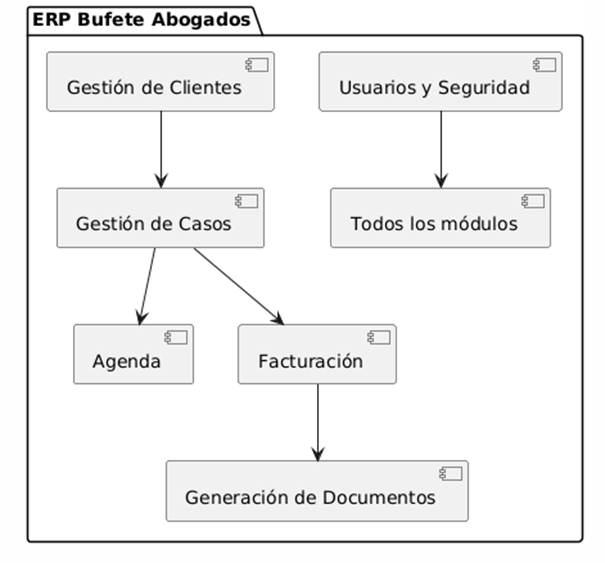 ERP Bufete Abogados
Gestión de Clientes
Usuarios y Seguridad
Gestión de Casos
Todos los módulos
Agenda
Facturación
Generación de Documentos